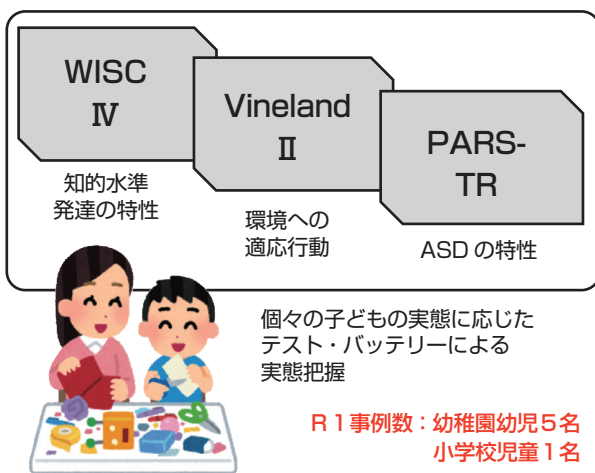 WISC
Ⅳ
Vineland
Ⅱ
PARS-
TR
知的水準
発達の特性
環境への
適応行動
ASD の特性
個々の子どもの実態に応じた
テスト・バッテリーによる
実態把握
R１事例数：幼稚園幼児５名
小学校児童１名